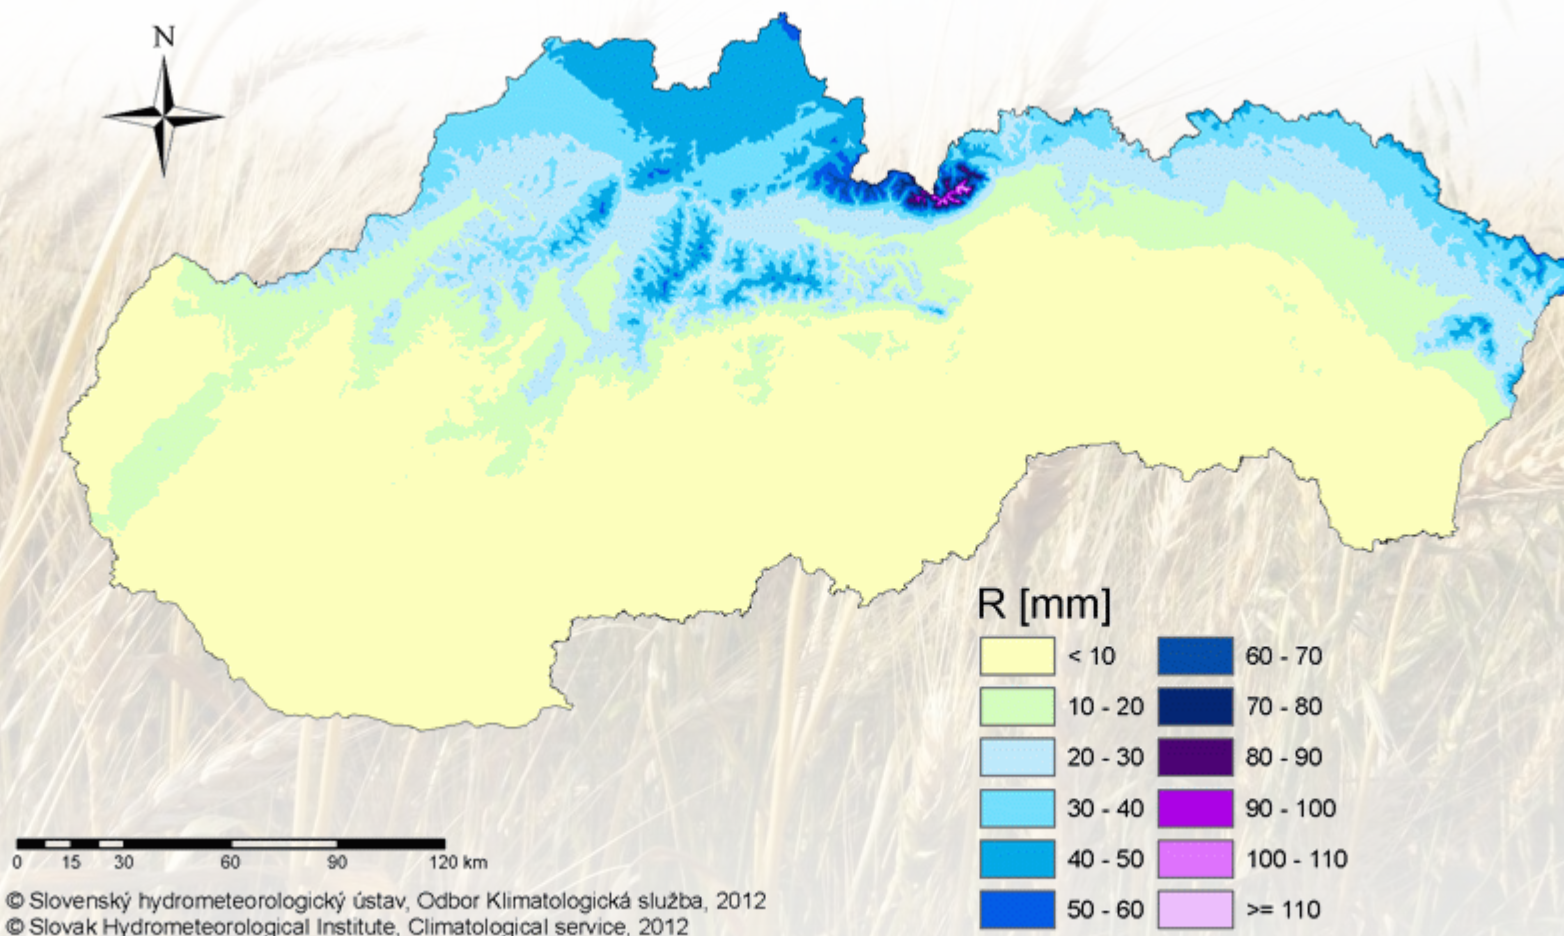 N
R [mm]
< 10
10 - 20
20 - 30
30 - 40
40 - 50
50 - 60
60 - 70
70 - 80
80 - 90
90 - 100
100 - 110
>= 110
0 15 30 60 90 120 km
© Slovenský hydrometeorologický ústav, Odbor Klimatologická služba, 2012
© Slovak Hydrometeorological Institute, Climatological service, 2012